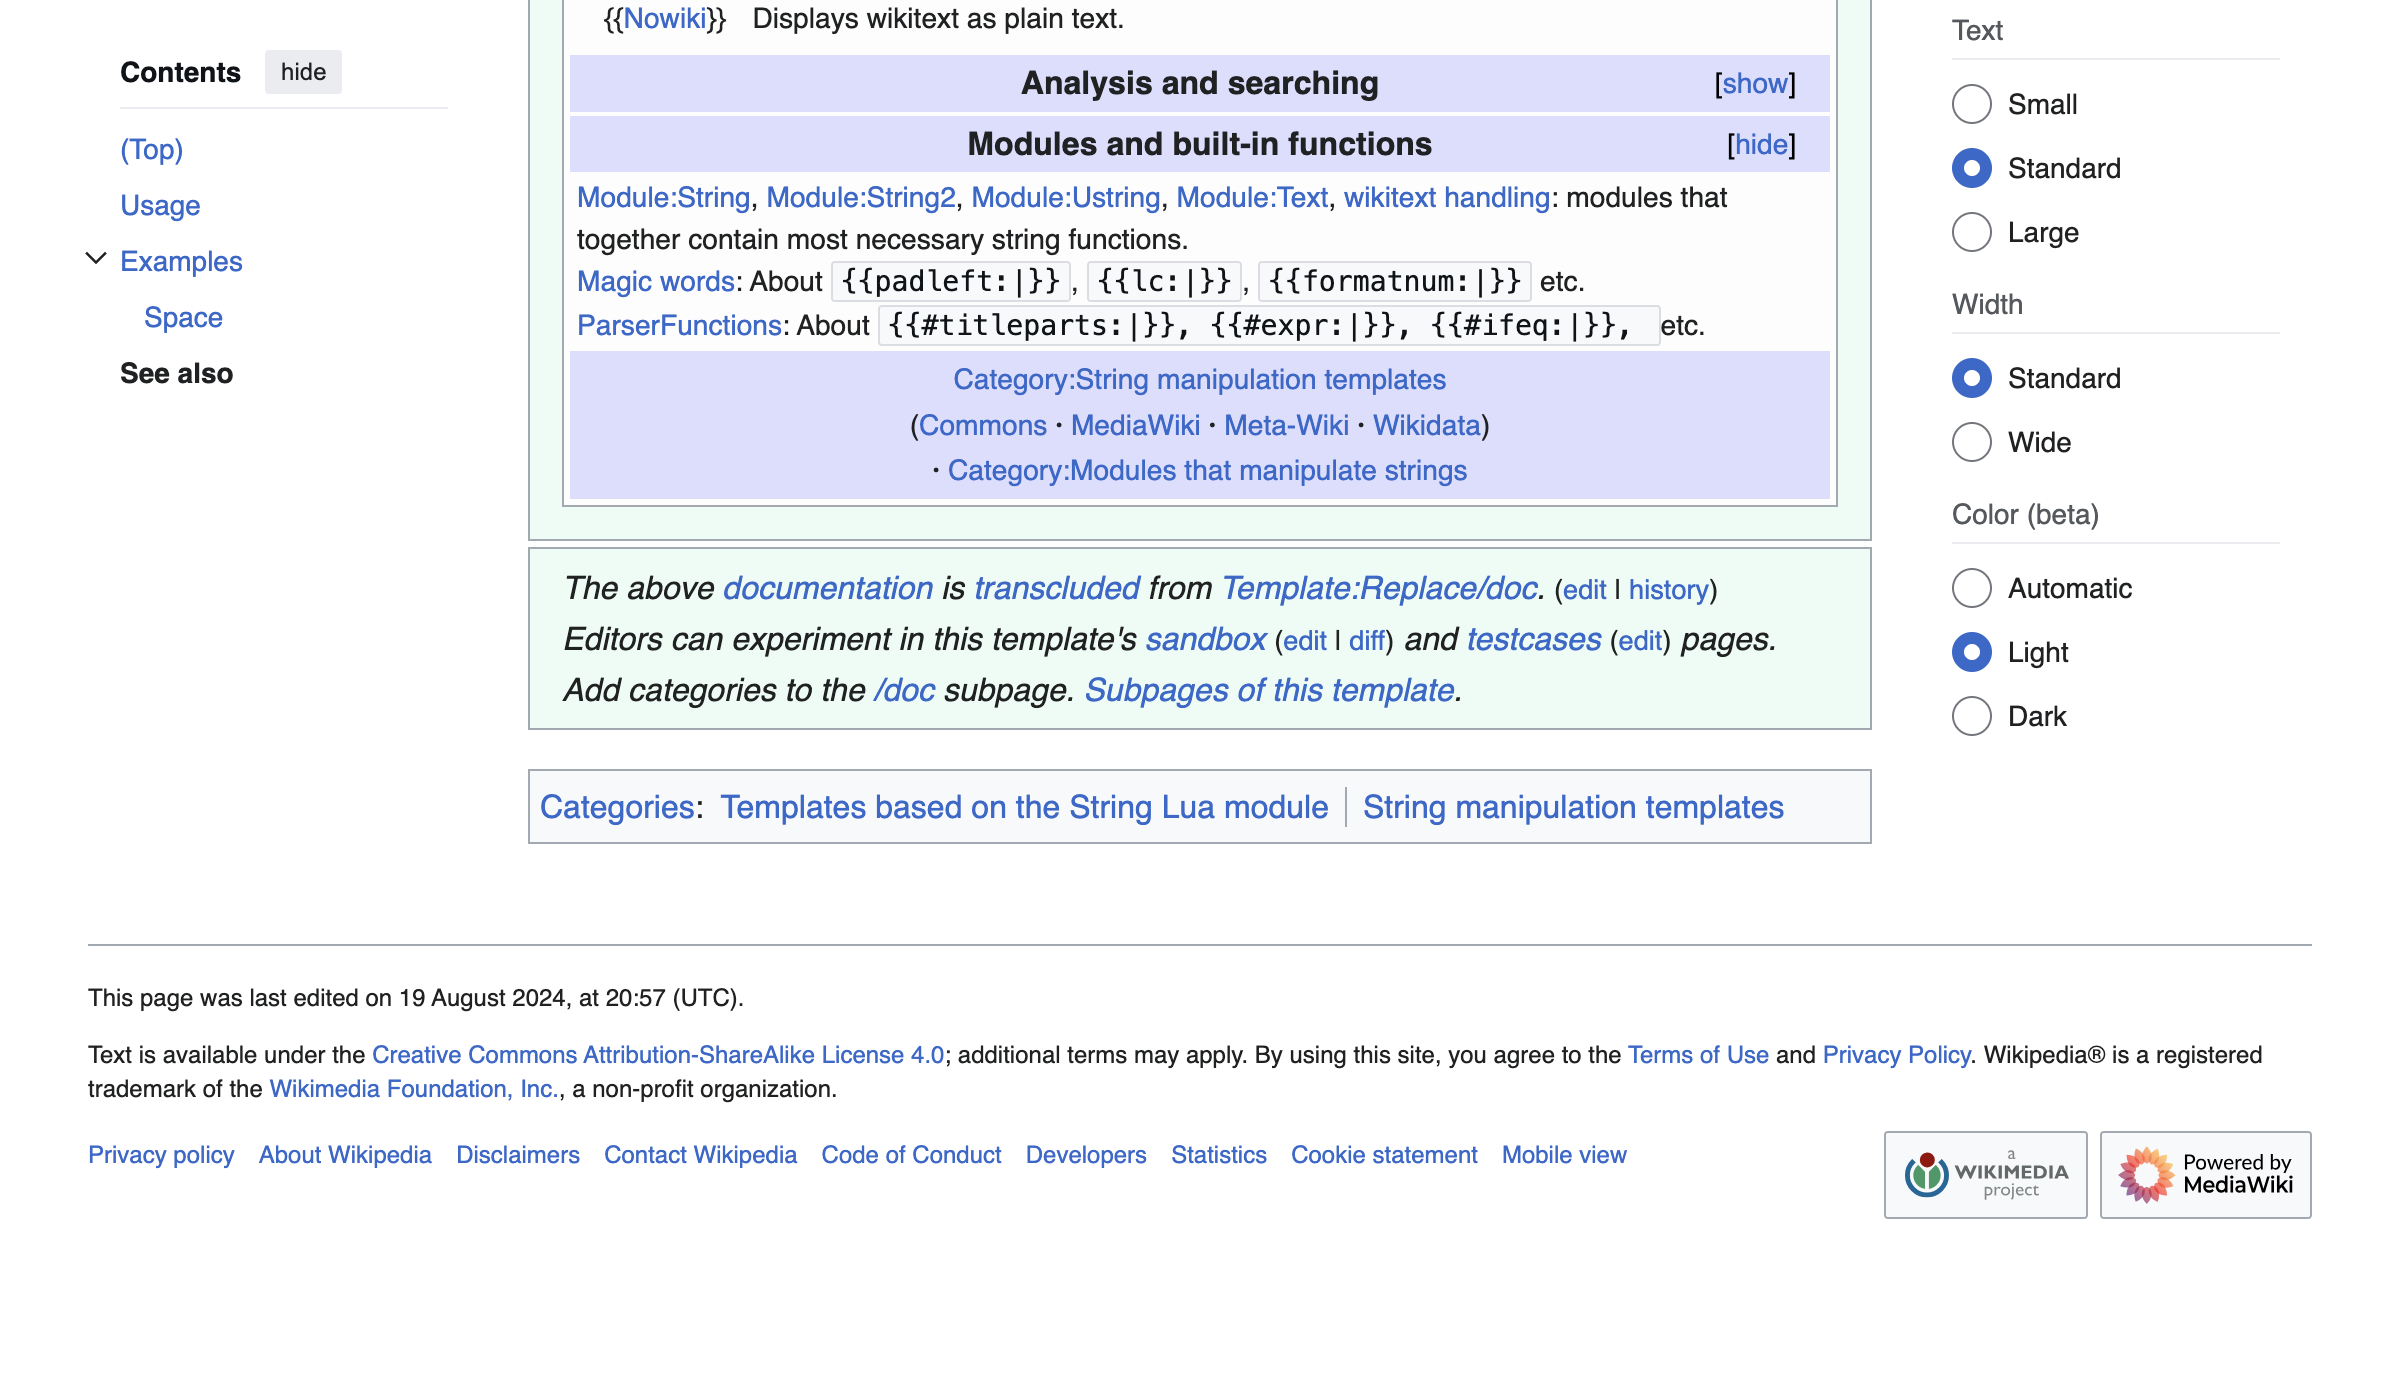 {{Nowiki}} Displays wikitext as plain text.
Analysis and searching [show]
Modules and built-in functions [hide]
Module:String, Module:String2, Module:Ustring, Module:Text, wikitext handling: modules that
together contain most necessary string functions.
Magic words: About {{padleft:|}}, {{lc:|}}, {{formatnum:|}} etc.
ParserFunctions: About {{#titleparts:|}}, {{#expr:|}}, {{#ifeq:|}}, etc.
Category:String manipulation templates
(Commons · MediaWiki · Meta-Wiki · Wikidata)
· Category:Modules that manipulate strings
The above documentation is transcluded from Template:Replace/doc. (edit | history)
Editors can experiment in this template's sandbox (edit | diff) and testcases (edit) pages.
Add categories to the /doc subpage. Subpages of this template.
Categories: Templates based on the String Lua module | String manipulation templates
Contents hide
(Top)
Usage
Examples
Space
See also
Text
Small
Standard
Large
Width
Standard
Wide
Color (beta)
Automatic
Light
Dark
This page was last edited on 19 August 2024, at 20:57 (UTC).
Text is available under the Creative Commons Attribution-ShareAlike License 4.0; additional terms may apply. By using this site, you agree to the Terms of Use and Privacy Policy. Wikipedia® is a registered
trademark of the Wikimedia Foundation, Inc., a non-profit organization.
Privacy policy About Wikipedia Disclaimers Contact Wikipedia Code of Conduct Developers Statistics Cookie statement Mobile view
a
WIKIMEDIA
project
Powered by
MediaWiki